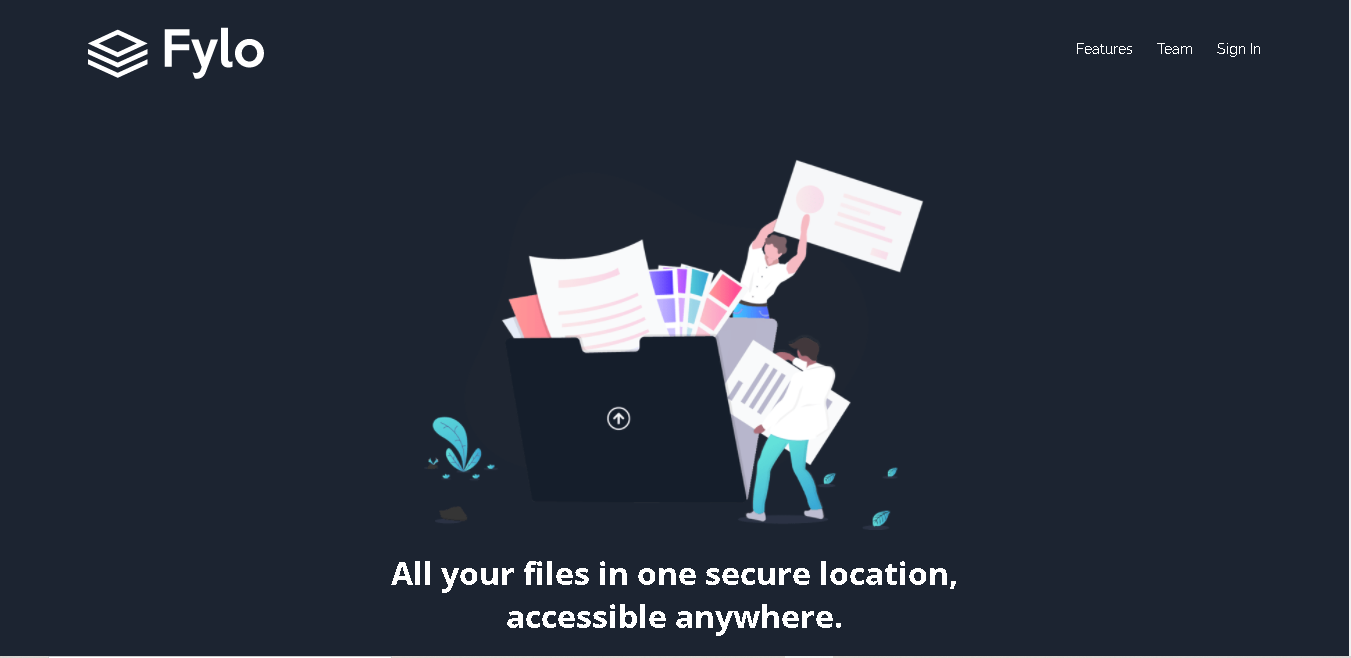 Fylo
Features Team Sign In
All your files in one secure location,
accessible anywhere.